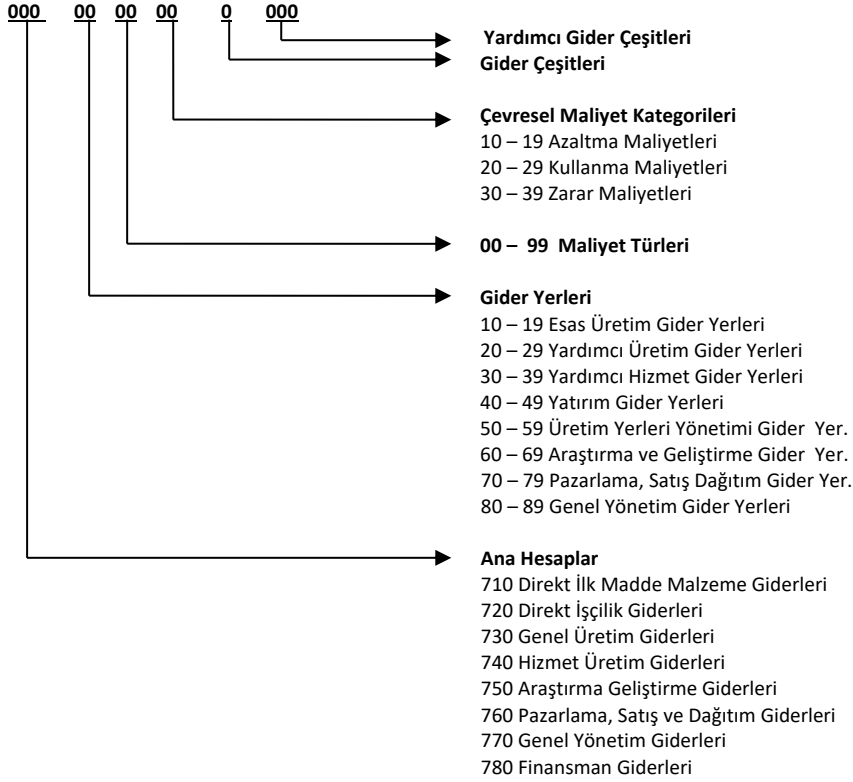 000 00 00 00 0 000
Yardımcı Gider Çeşitleri
Gider Çeşitleri
Çevresel Maliyet Kategorileri
10 – 19 Azaltma Maliyetleri
20 – 29 Kullanma Maliyetleri
30 – 39 Zarar Maliyetleri
00 – 99 Maliyet Türleri
Gider Yerleri
10 – 19 Esas Üretim Gider Yerleri
20 – 29 Yardımcı Üretim Gider Yerleri
30 – 39 Yardımcı Hizmet Gider Yerleri
40 – 49 Yatırım Gider Yerleri
50 – 59 Üretim Yerleri Yönetimi Gider Yer.
60 – 69 Araştırma ve Geliştirme Gider Yer.
70 – 79 Pazarlama, Satış Dağıtım Gider Yer.
80 – 89 Genel Yönetim Gider Yerleri
Ana Hesaplar
710 Direkt İlk Madde Malzeme Giderleri
720 Direkt İşçilik Giderleri
730 Genel Üretim Giderleri
740 Hizmet Üretim Giderleri
750 Araştırma Geliştirme Giderleri
760 Pazarlama, Satış ve Dağıtım Giderleri
770 Genel Yönetim Giderleri
780 Finansman Giderleri